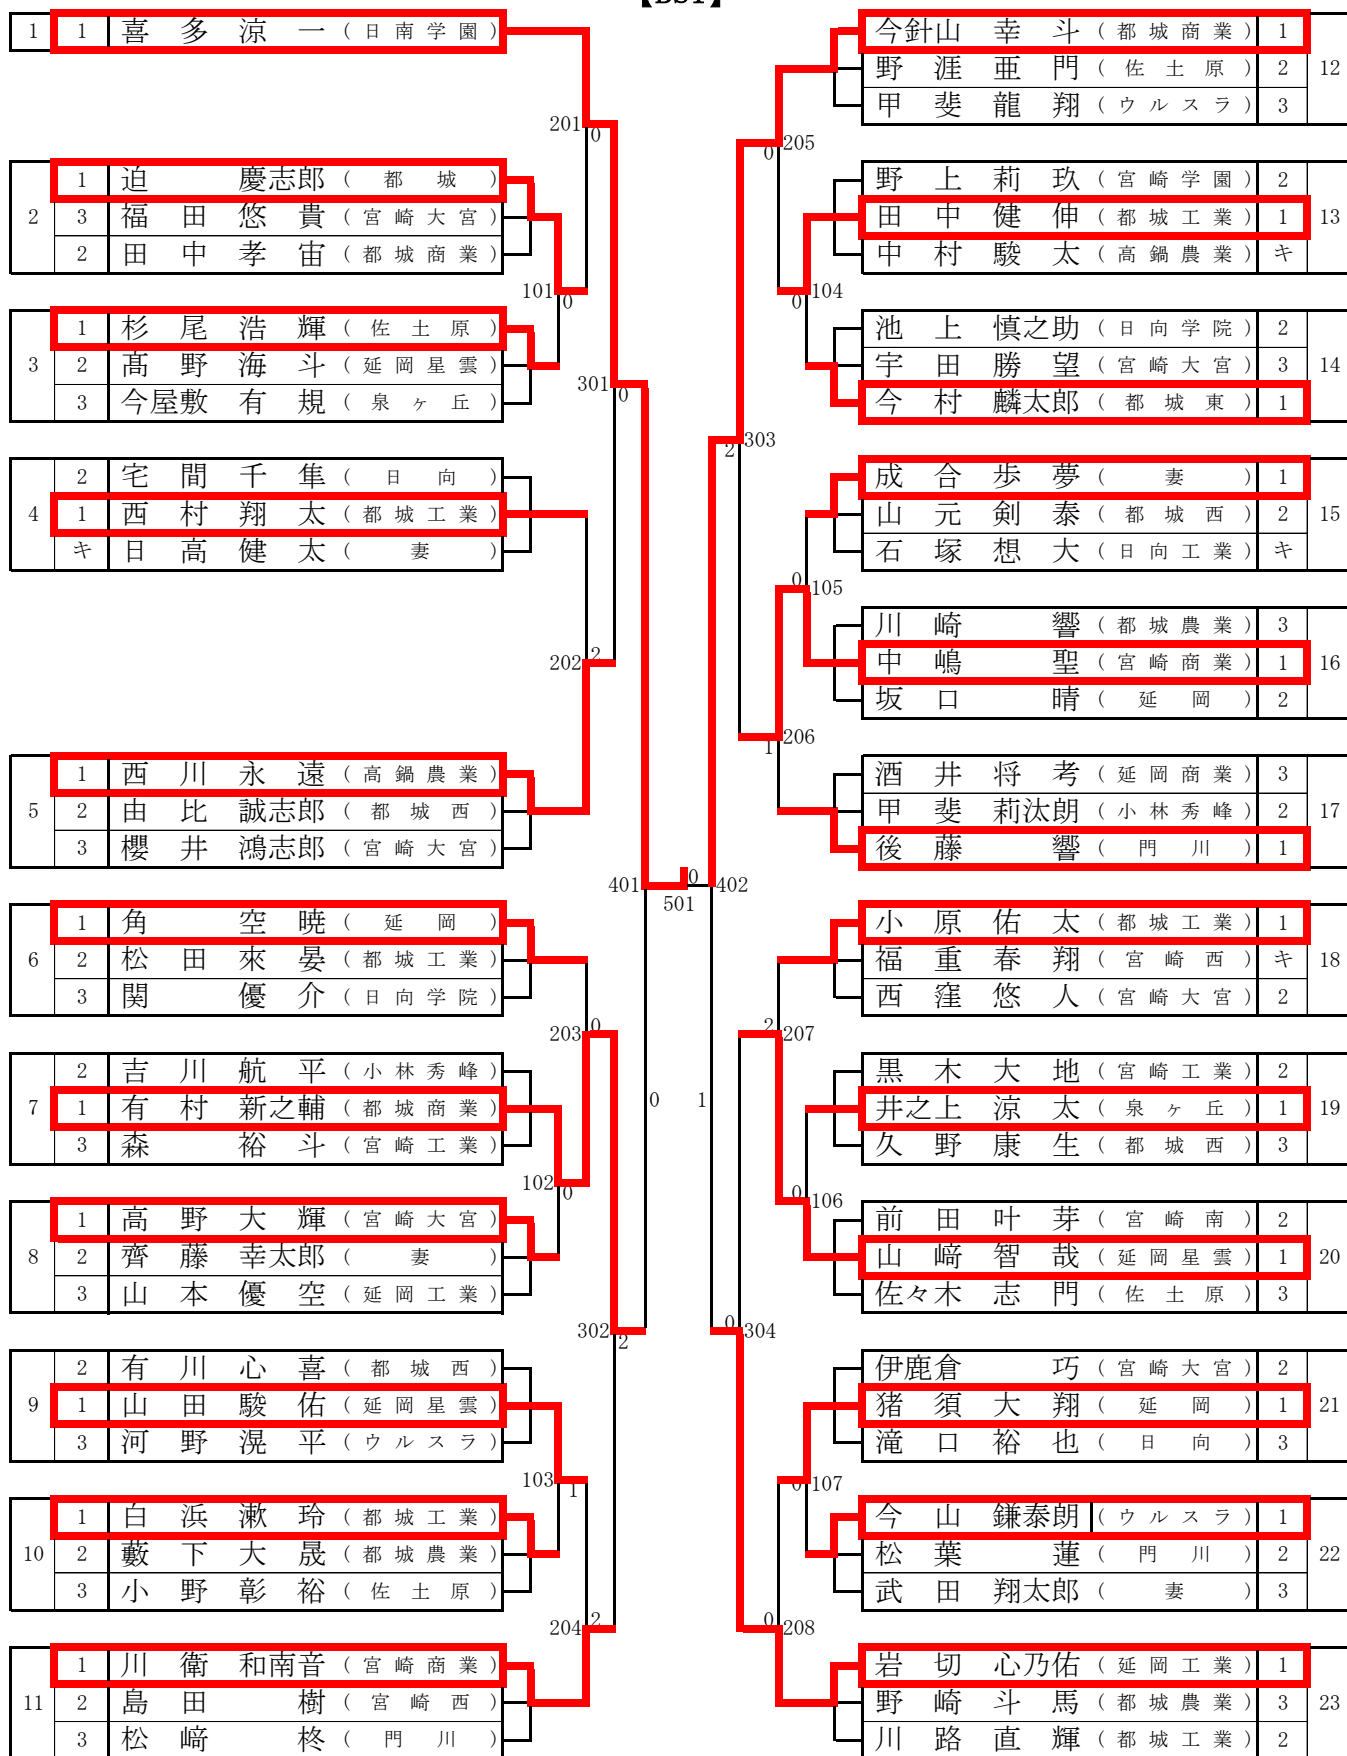 【BS1】
1 1 喜多涼一 (日南学園)
2
1 迫慶志郎 (都城)
3 福田悠貴 (宮崎大宮)
2 田中孝宙 (都城商業)
3
1 杉尾浩輝 (佐土原)
2 髙野海斗 (延岡星雲)
3 今屋敷有規 (泉ヶ丘)
4
2 宅間千隼 (日向)
1 西村翔太 (都城工業)
キ 日高健太 (妻)
5
1 西川永遠 (高鍋農業)
2 由比誠志郎 (都城西)
3 櫻井鴻志郎 (宮崎大宮)
6
1 角空暁 (延岡)
2 松田來晏 (都城工業)
3 関優介 (日向学院)
7
2 吉川航平 (小林秀峰)
1 有村新之輔 (都城商業)
3 森裕斗 (宮崎工業)
8
1 高野大輝 (宮崎大宮)
2 齊藤幸太郎 (妻)
3 山本優空 (延岡工業)
9
2 有川心喜 (都城西)
1 山田駿佑 (延岡星雲)
3 河野滉平 (ウルスラ)
10
1 白浜漱玲 (都城工業)
2 藪下大晟 (都城農業)
3 小野彰裕 (佐土原)
11
1 川衛和南音 (宮崎商業)
2 島田樹 (宮崎西)
3 松﨑柊 (門川)
201 0
101 0
301 0
202 2
401 0
203 0
102 0
302 2
103 1
204 2
501 0
402 1
205 0
104 0
303 2
105 0
206 1
207 2
106 0
304 0
107 0
208 0
今針山幸斗 (都城商業) 1
野涯亜門 (佐土原) 2
甲斐龍翔 (ウルスラ) 3
12
野上莉玖 (宮崎学園) 2
田中健伸 (都城工業) 1
中村駿太 (高鍋農業) キ
13
池上慎之助 (日向学院) 2
宇田勝望 (宮崎大宮) 3
今村麟太郎 (都城東) 1
14
成合歩夢 (妻) 1
山元剣泰 (都城西) 2
石塚想大 (日向工業) キ
15
川崎響 (都城農業) 3
中嶋聖 (宮崎商業) 1
坂口晴 (延岡) 2
16
酒井将考 (延岡商業) 3
甲斐莉汰朗 (小林秀峰) 2
後藤響 (門川) 1
17
小原佑太 (都城工業) 1
福重春翔 (宮崎西) キ
西窪悠人 (宮崎大宮) 2
18
黒木大地 (宮崎工業) 2
井之上涼太 (泉ヶ丘) 1
久野康生 (都城西) 3
19
前田叶芽 (宮崎南) 2
山﨑智哉 (延岡星雲) 1
佐々木志門 (佐土原) 3
20
伊鹿倉巧 (宮崎大宮) 2
猪須大翔 (延岡) 1
滝口裕也 (日向) 3
21
今山鎌泰朗 (ウルスラ) 1
松葉蓮 (門川) 2
武田翔太郎 (妻) 3
22
岩切心乃佑 (延岡工業) 1
野崎斗馬 (都城農業) 3
川路直輝 (都城工業) 2
23